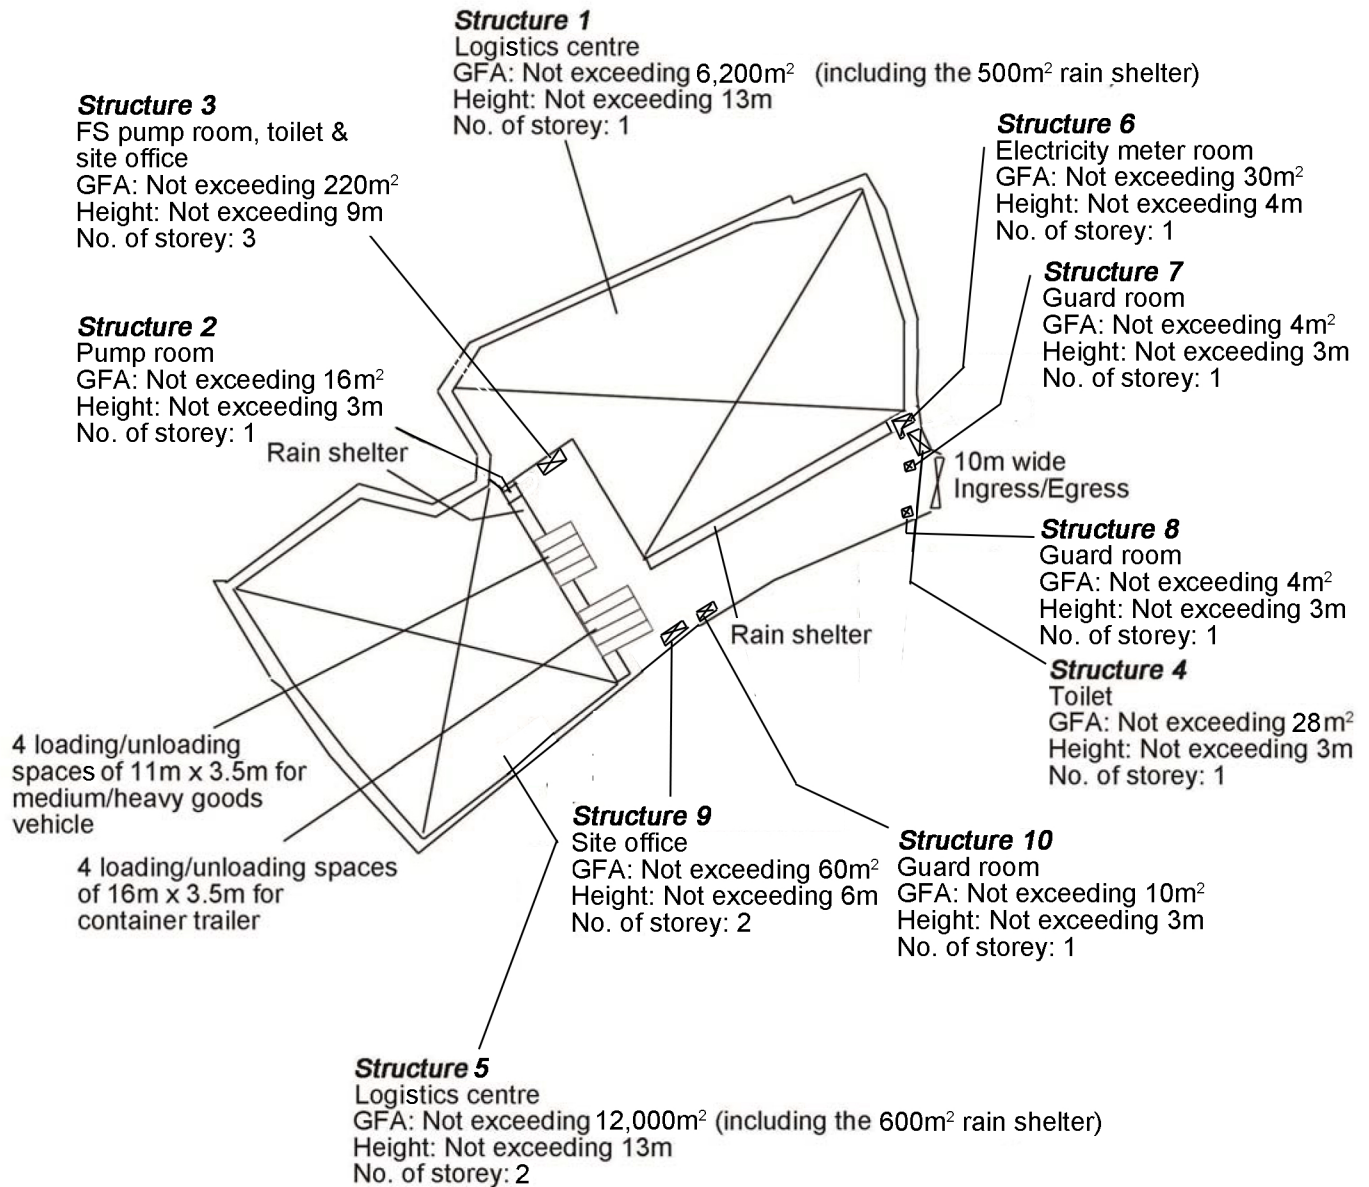 Structure 1
Logistics centre
GFA: Not exceeding 6,200m² (including the 500m² rain shelter)
Height: Not exceeding 13m
No. of storey: 1
Structure 3
FS pump room, toilet &
site office
GFA: Not exceeding 220m²
Height: Not exceeding 9m
No. of storey: 3
Structure 6
Electricity meter room
GFA: Not exceeding 30m²
Height: Not exceeding 4m
No. of storey: 1
Structure 7
Guard room
GFA: Not exceeding 4m²
Height: Not exceeding 3m
No. of storey: 1
Structure 2
Pump room
GFA: Not exceeding 16m²
Height: Not exceeding 3m
No. of storey: 1
Rain shelter
10m wide
Ingress/Egress
Structure 8
Guard room
GFA: Not exceeding 4m²
Height: Not exceeding 3m
No. of storey: 1
Rain shelter
Structure 4
Toilet
GFA: Not exceeding 28m²
Height: Not exceeding 3m
No. of storey: 1
4 loading/unloading
spaces of 11m x 3.5m for
medium/heavy goods
vehicle
4 loading/unloading spaces
of 16m x 3.5m for
container trailer
Structure 9
Site office
GFA: Not exceeding 60m²
Height: Not exceeding 6m
No. of storey: 2
Structure 10
Guard room
GFA: Not exceeding 10m²
Height: Not exceeding 3m
No. of storey: 1
Structure 5
Logistics centre
GFA: Not exceeding 12,000m² (including the 600m² rain shelter)
Height: Not exceeding 13m
No. of storey: 2